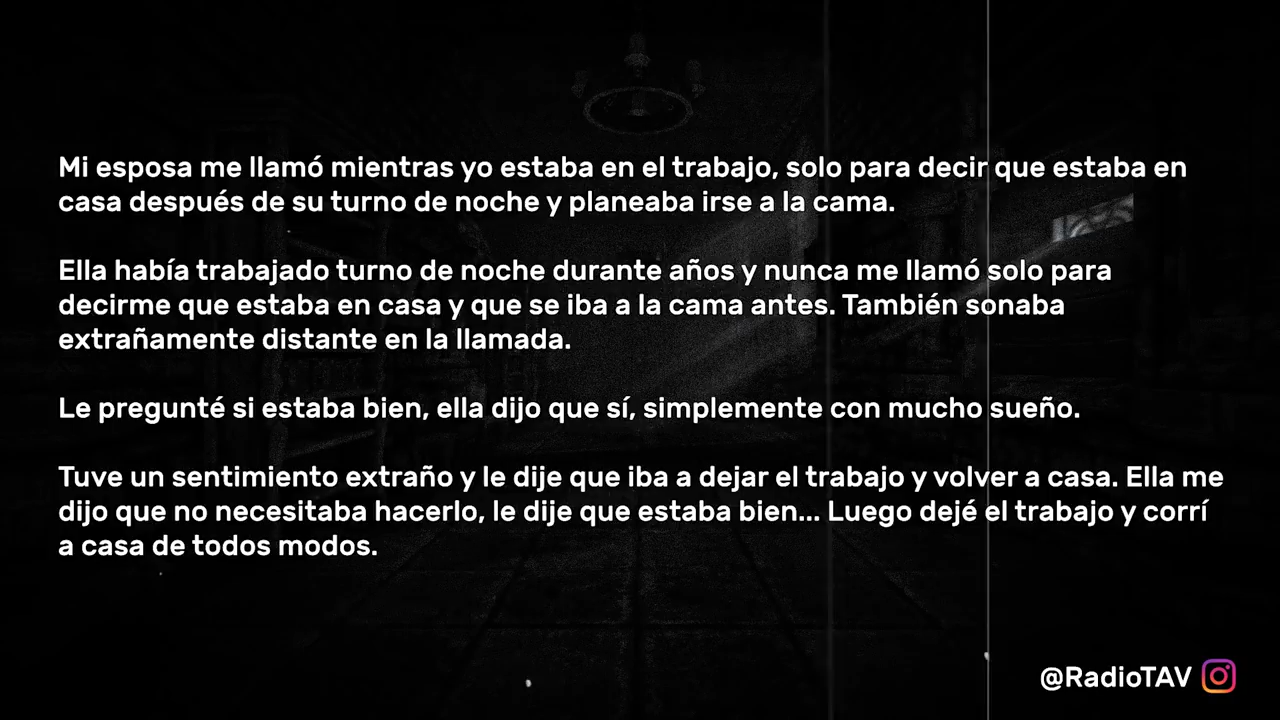 Mi esposa me llamó mientras yo estaba en el trabajo, solo para decir que estaba en
casa después de su turno de noche y planeaba irse a la cama.
Ella había trabajado turno de noche durante años y nunca me llamó solo para
decirme que estaba en casa y que se iba a la cama antes. También sonaba
extrañamente distante en la llamada.
Le pregunté si estaba bien, ella dijo que sí, simplemente con mucho sueño.
Tuve un sentimiento extraño y le dije que iba a dejar el trabajo y volver a casa. Ella me
dijo que no necesitaba hacerlo, le dije que estaba bien... Luego dejé el trabajo y corrí
a casa de todos modos.
@RadioTAV